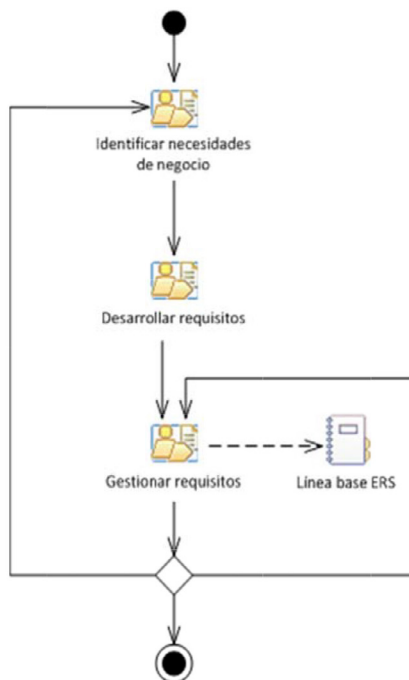 Identificar necesidades
de negocio
Desarrollar requisitos
Gestionar requisitos
Línea base ERS